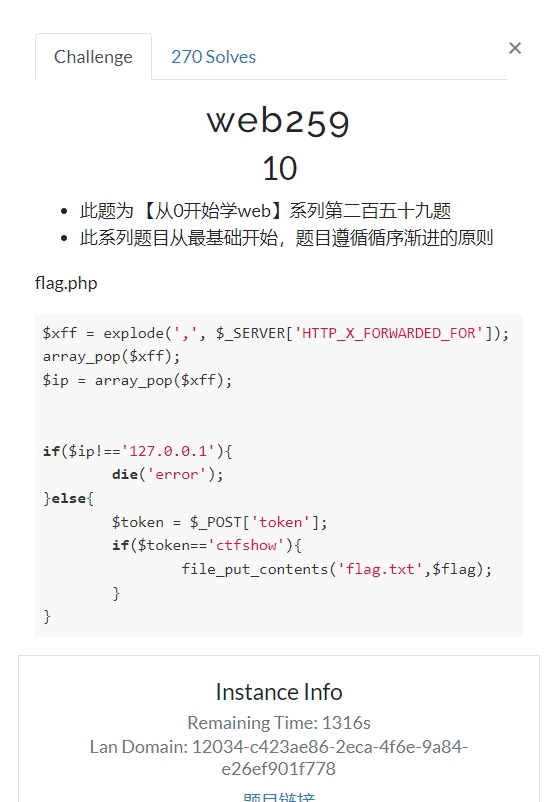 Challenge
270 Solves
×
web259
10
此题为 【从0开始学web】系列第二百五十九题
此系列题目从最基础开始，题目遵循循序渐进的原则
flag.php
$xff = explode(',', $_SERVER['HTTP_X_FORWARDED_FOR']);
array_pop($xff);
$ip = array_pop($xff);
if($ip!=='127.0.0.1'){
die('error');
}else{
$token = $_POST['token'];
if($token=='ctfshow'){
file_put_contents('flag.txt',$flag);
}
}
Instance Info
Remaining Time: 1316s
Lan Domain: 12034-c423ae86-2eca-4f6e-9a84-
e26ef901f778
题目链接